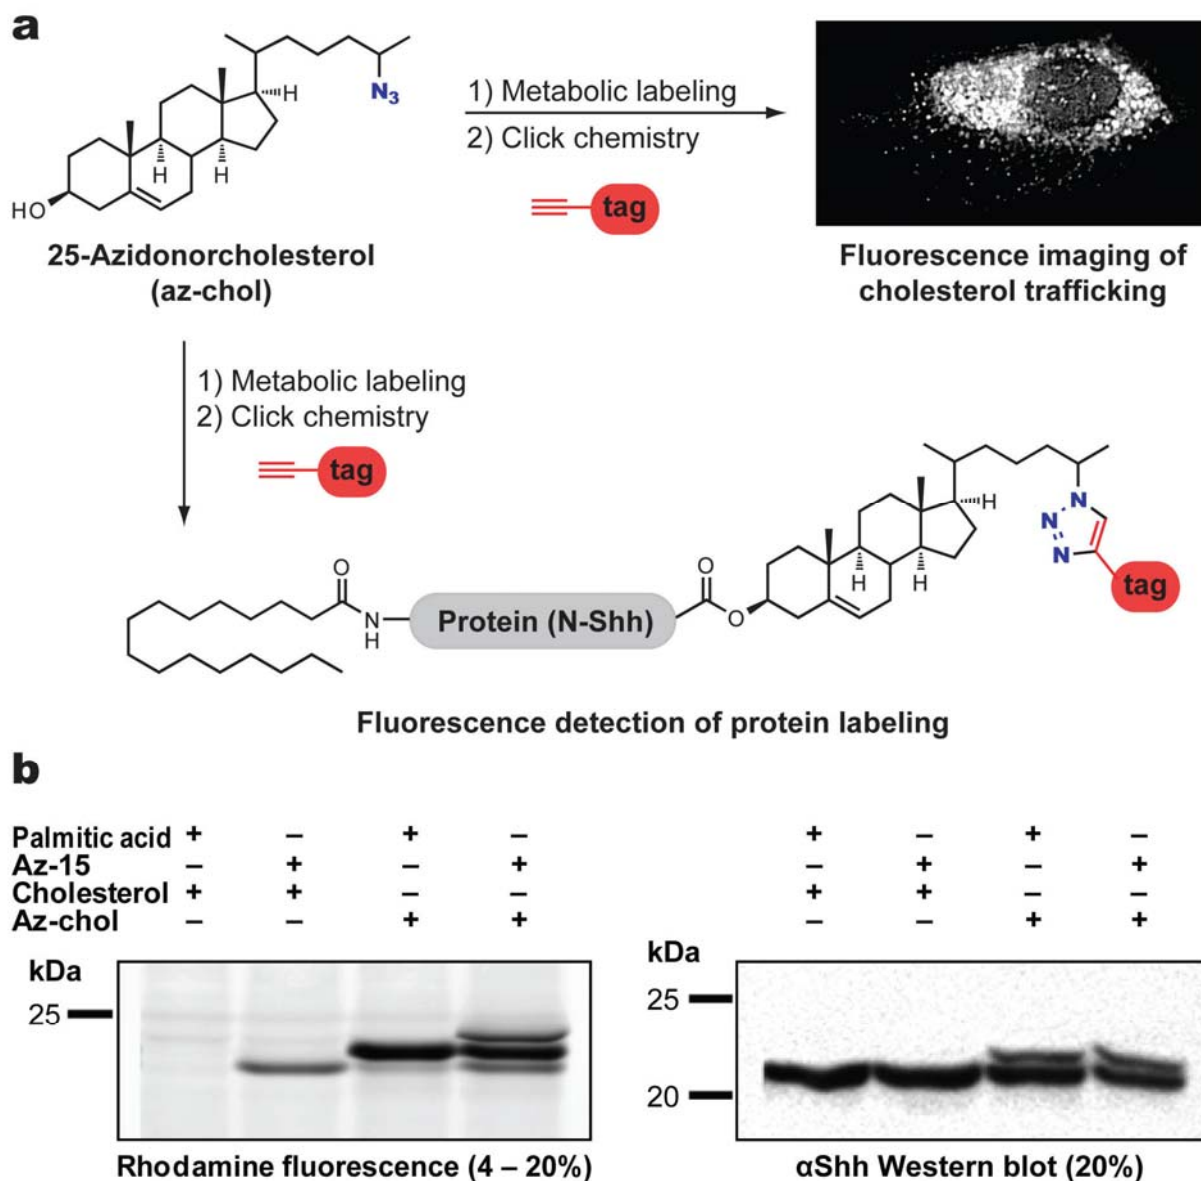 a
N3
H
H
H
HO
25-Azidonorcholesterol
(az-chol)
1) Metabolic labeling
2) Click chemistry
tag
Fluorescence imaging of
cholesterol trafficking
1) Metabolic labeling
2) Click chemistry
tag
O
N
H
Protein (N-Shh)
O
O
H
H
H
N
N
N
tag
Fluorescence detection of protein labeling
b
Palmitic acid + – + – + – + –
Az-15 – + – + – + – +
Cholesterol + + – – + + – –
Az-chol – – + + – – + +
kDa
25
Rhodamine fluorescence (4 – 20%)
kDa
25
20
αShh Western blot (20%)